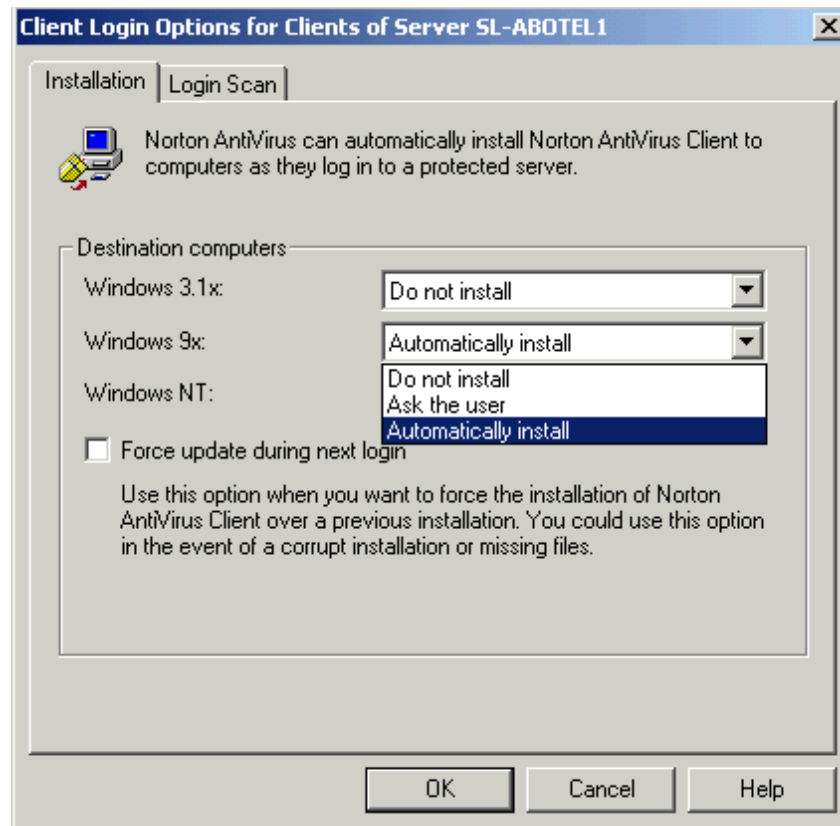 Client Login Options for Clients of Server SL-ABOTEL1
Installation
Login Scan
Norton AntiVirus can automatically install Norton AntiVirus Client to
computers as they log in to a protected server.
Destination computers
Windows 3.1x:
Do not install
Windows 9x:
Automatically install
Do not install
Ask the user
Automatically install
Windows NT:
Force update during next login
Use this option when you want to force the installation of Norton
AntiVirus Client over a previous installation. You could use this option
in the event of a corrupt installation or missing files.
OK
Cancel
Help